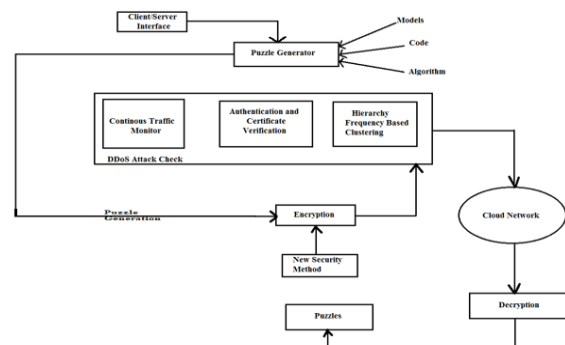 Client/Server
Interface
Models
Code
Algorithm
Puzzle Generator
Continous Traffic
Monitor
Authentication and
Certificate
Verification
Hierarchy
Frequency Based
Clustering
DDoS Attack Check
Puzzle
Generation
Encryption
Cloud Network
New Security
Method
Puzzles
Decryption